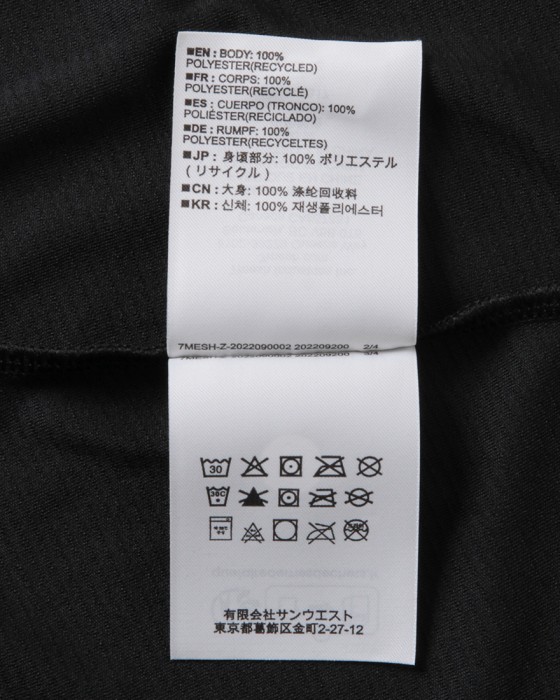 ■EN : BODY: 100%
POLYESTER(RECYCLED)
■FR : CORPS: 100%
POLYESTER(RECYCLÉ)
■ES : CUERPO (TRONCO): 100%
POLIÉSTER(RECICLADO)
■DE : RUMPF: 100%
POLYESTER(RECYCELTES)
■JP : 身頃部分: 100% ポリエステル
( リサイクル )
■CN : 大身: 100% 涤纶回收料
■KR : 신체: 100% 재생폴리에스터
7MESH-Z-2022090002 202209200 2/4
30
30C
有限会社サンウエスト
東京都葛飾区金町2-27-12